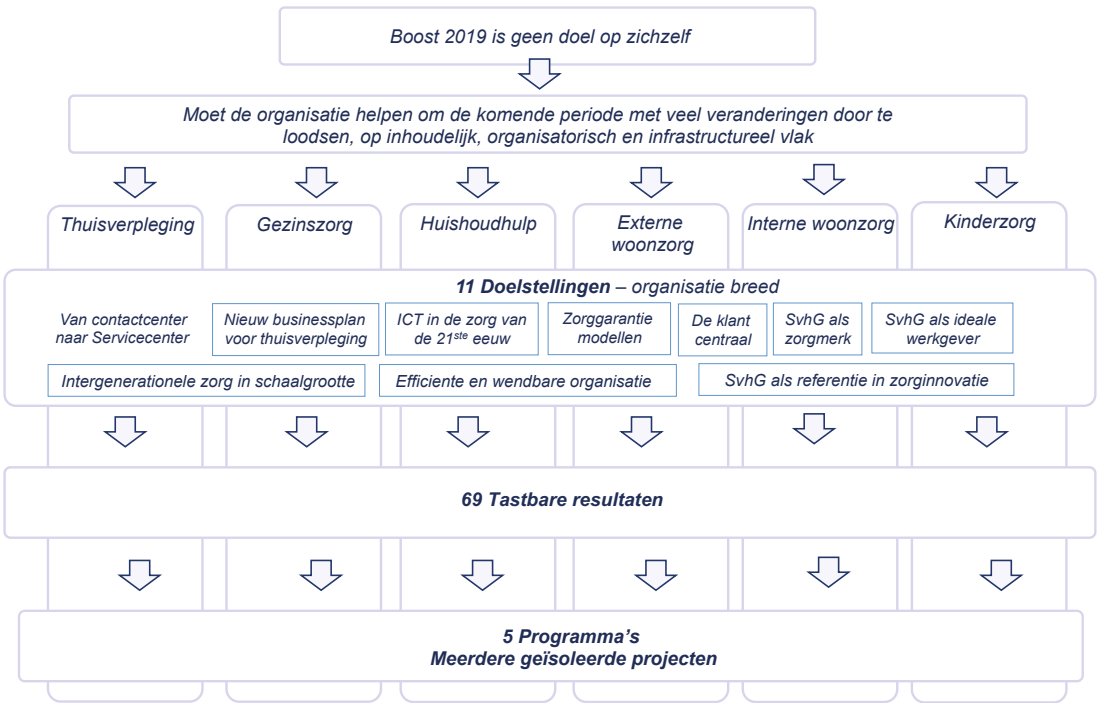 Boost 2019 is geen doel op zichzelf
Moet de organisatie helpen om de komende periode met veel veranderingen door te
loodsen, op inhoudelijk, organisatorisch en infrastructureel vlak
Thuisverpleging
Gezinszorg
Huishoudhulp
Externe
woonzorg
Interne woonzorg
Kinderzorg
11 Doelstellingen – organisatie breed
Van contactcenter
naar Servicecenter
Nieuw businessplan
voor thuisverpleging
ICT in de zorg van
de 21ste eeuw
Zorggarantie
modellen
De klant
centraal
SvhG als
zorgmerk
SvhG als ideale
werkgever
Intergenerationele zorg in schaalgrootte
Efficiente en wendbare organisatie
SvhG als referentie in zorginnovatie
69 Tastbare resultaten
5 Programma's
Meerdere geïsoleerde projecten